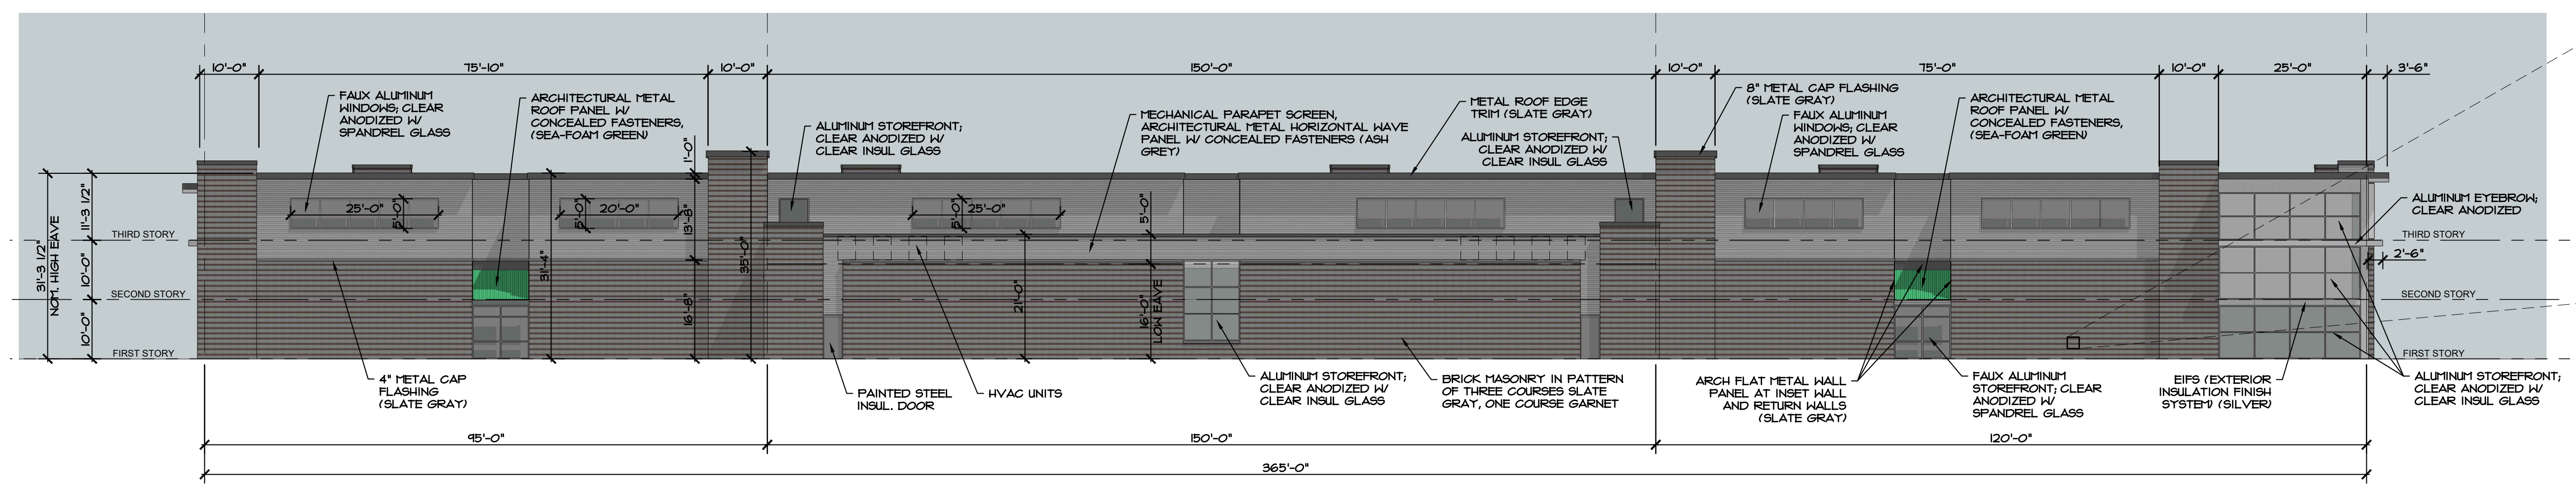 10'-0"
75'-10"
10'-0"
150'-0"
10'-0"
75'-0"
10'-0"
25'-0"
3'-6"
FAUX ALUMINUM
WINDOWS; CLEAR
ANODIZED W/
SPANDREL GLASS
ARCHITECTURAL METAL
ROOF PANEL W/
CONCEALED FASTENERS,
(SEA-FOAM GREEN)
ALUMINUM STOREFRONT;
CLEAR ANODIZED W/
CLEAR INSUL GLASS
MECHANICAL PARAPET SCREEN,
ARCHITECTURAL METAL HORIZONTAL WAVE
PANEL W/ CONCEALED FASTENERS (ASH
GREY)
METAL ROOF EDGE
TRIM (SLATE GRAY)
ALUMINUM STOREFRONT;
CLEAR ANODIZED W/
CLEAR INSUL GLASS
8" METAL CAP FLASHING
(SLATE GRAY)
FAUX ALUMINUM
WINDOWS; CLEAR
ANODIZED W/
SPANDREL GLASS
ARCHITECTURAL METAL
ROOF PANEL W/
CONCEALED FASTENERS,
(SEA-FOAM GREEN)
ALUMINUM EYEBROW;
CLEAR ANODIZED
31'-3 1/2"
NOM. HIGH EAVE
11'-3 1/2"
10'-0"
10'-0"
THIRD STORY
SECOND STORY
FIRST STORY
25'-0"
5'-0"
5'-0"
20'-0"
31'-4"
1'-0"
13'-8"
16'-8"
35'-0"
5'-0"
25'-0"
21'-0"
5'-0"
16'-0"
LOW EAVE
THIRD STORY
2'-6"
SECOND STORY
FIRST STORY
4" METAL CAP
FLASHING
(SLATE GRAY)
PAINTED STEEL
INSUL. DOOR
HVAC UNITS
ALUMINUM STOREFRONT;
CLEAR ANODIZED W/
CLEAR INSUL GLASS
BRICK MASONRY IN PATTERN
OF THREE COURSES SLATE
GRAY, ONE COURSE GARNET
ARCH FLAT METAL WALL
PANEL AT INSET WALL
AND RETURN WALLS
(SLATE GRAY)
FAUX ALUMINUM
STOREFRONT; CLEAR
ANODIZED W/
SPANDREL GLASS
EIFS (EXTERIOR
INSULATION FINISH
SYSTEM) (SILVER)
ALUMINUM STOREFRONT;
CLEAR ANODIZED W/
CLEAR INSUL GLASS
95'-0"
150'-0"
120'-0"
365'-0"